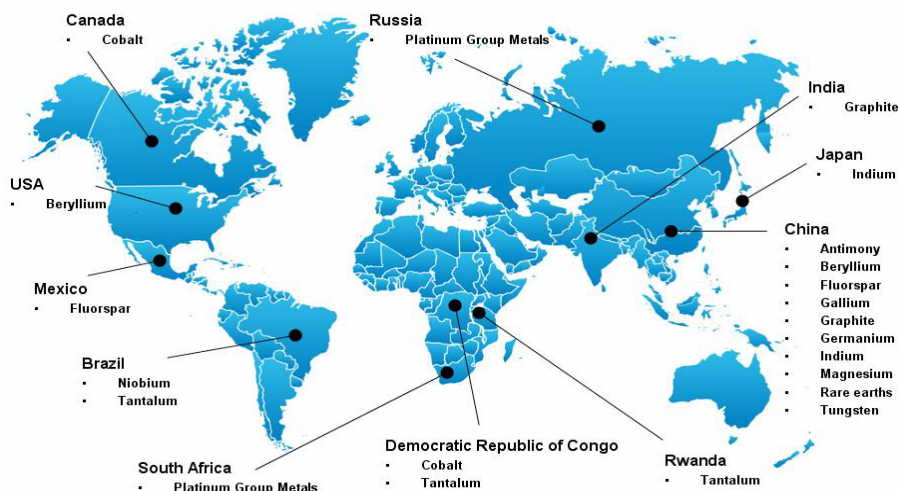 Canada
▪ Cobalt
Russia
▪ Platinum Group Metals
India
▪ Graphite
Japan
▪ Indium
USA
▪ Beryllium
China
▪ Antimony
▪ Beryllium
▪ Fluorspar
▪ Gallium
▪ Graphite
▪ Germanium
▪ Indium
▪ Magnesium
▪ Rare earths
▪ Tungsten
Mexico
▪ Fluorspar
Brazil
▪ Niobium
▪ Tantalum
South Africa
▪ Platinum Group Metals
Democratic Republic of Congo
▪ Cobalt
▪ Tantalum
Rwanda
▪ Tantalum